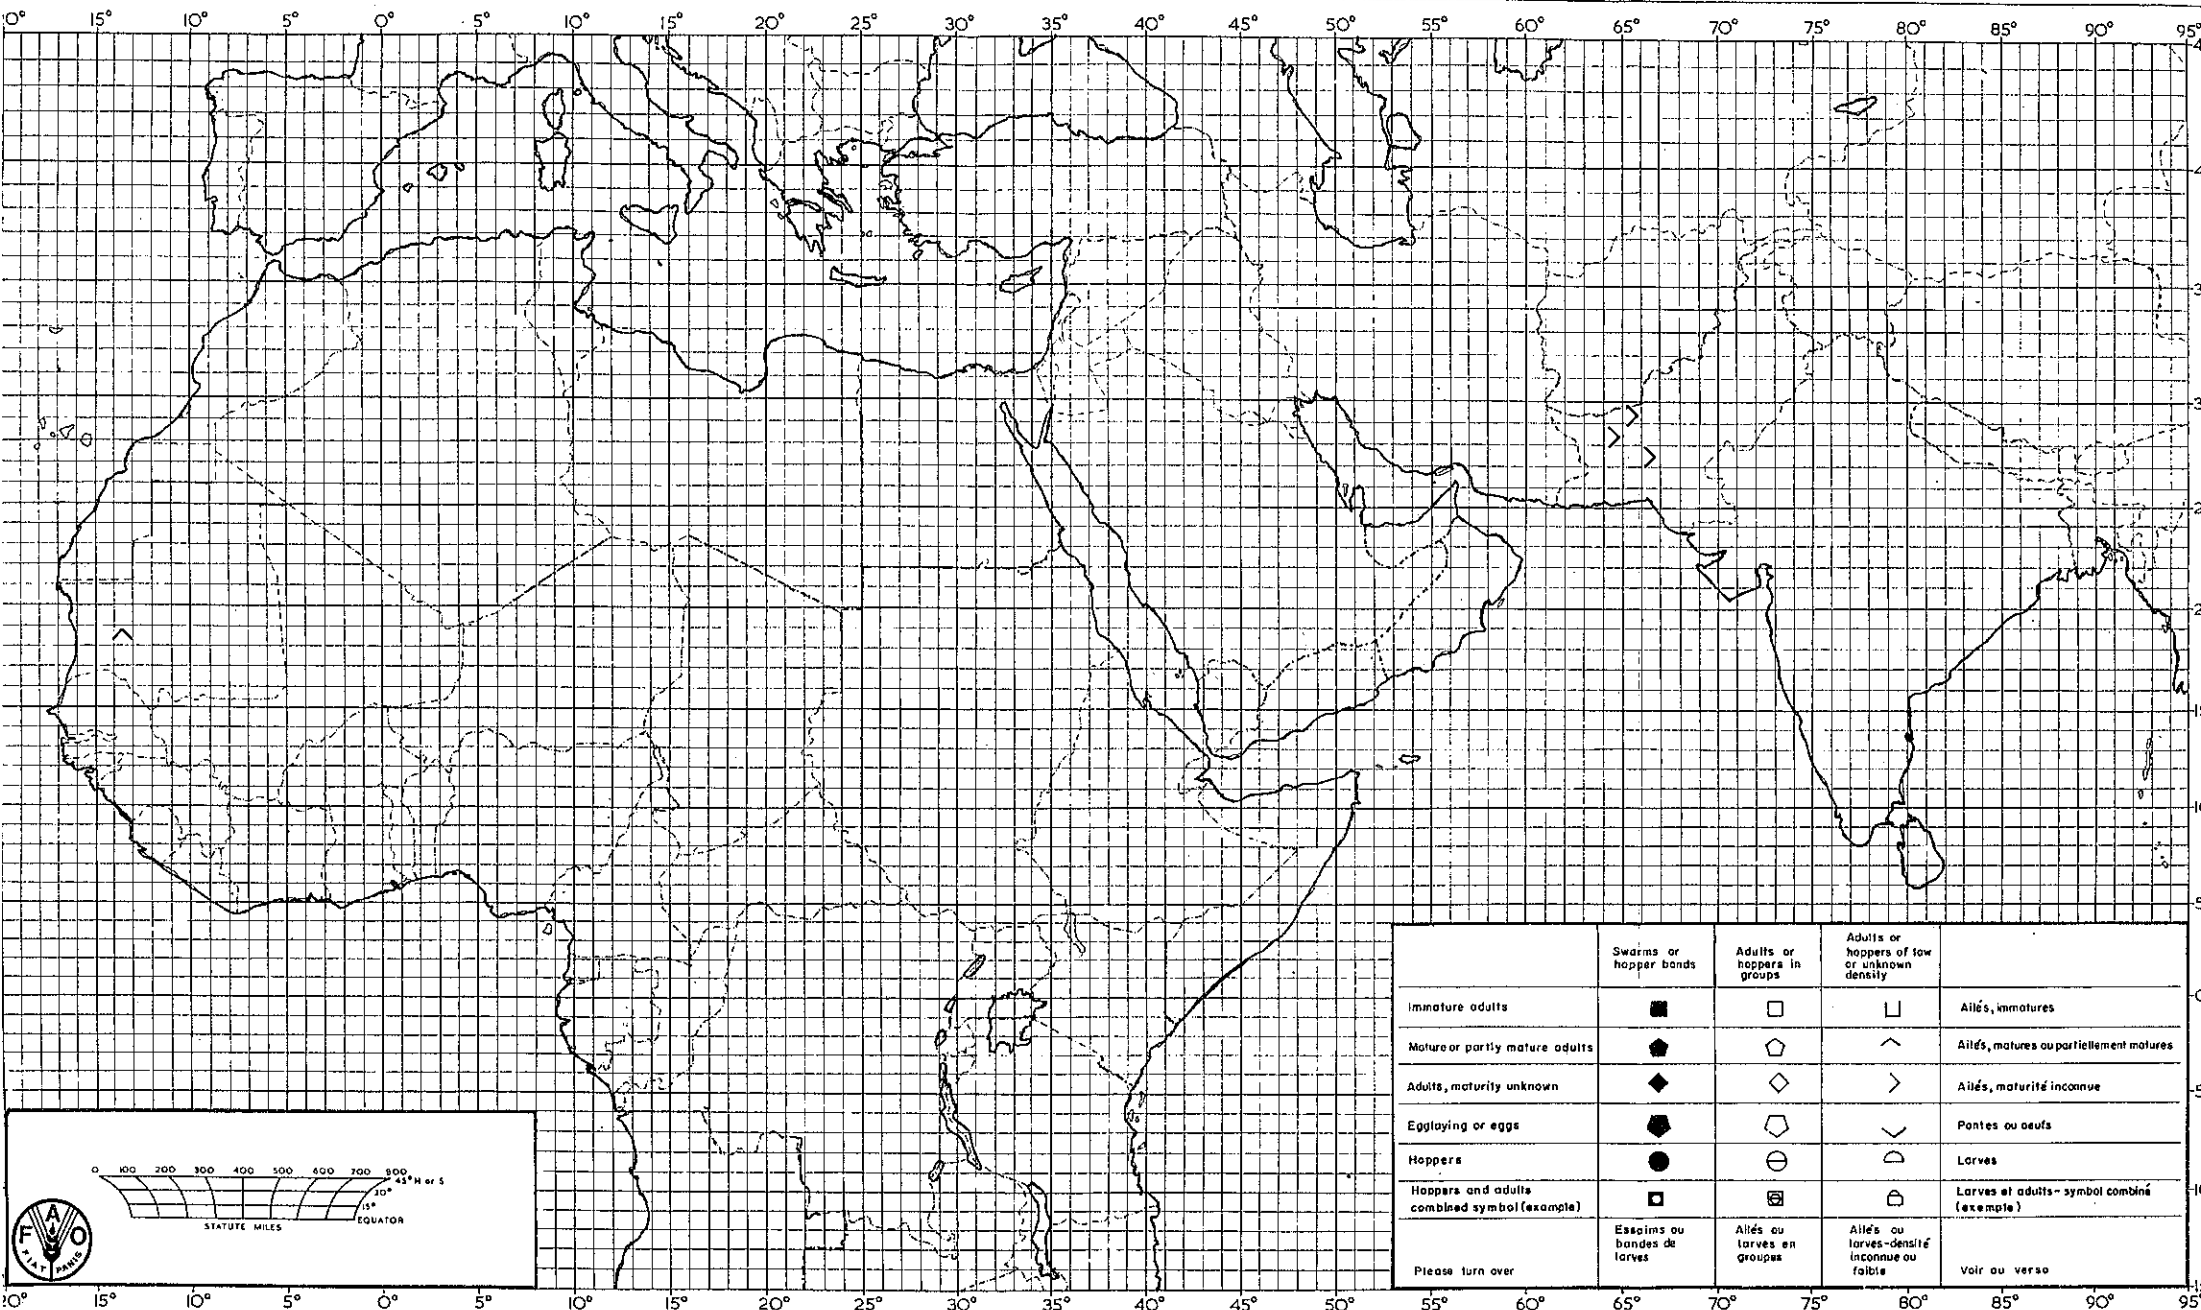 10° 15° 10° 5° 0° 5° 10° 15° 20° 25° 30° 35° 40° 45° 50° 55° 60° 65° 70° 75° 80° 85° 90° 95°
Swarms or hopper bands
Adults or hoppers in groups
Adults or hoppers of low or unknown density
Immature adults
Ailés, immatures
Mature or partly mature adults
Ailés, matures ou partiellement matures
Adults, maturity unknown
Ailés, maturité inconnue
Egglaying or eggs
Pontes ou oeufs
Hoppers
Larves
Hoppers and adults
combined symbol (example)
Larves et adults - symbol combiné
(exemple)
Essaims ou bandes de larves
Ailés ou larves en groupes
Ailés ou larves-densité inconnue ou faible
Please turn over
Voir au verso
0 100 200 300 400 500 600 700 800
45° N or S
30°
15°
EQUATOR
STATUTE MILES
F A O
FIAT PANIS
20° 15° 10° 5° 0° 5° 10° 15° 20° 25° 30° 35° 40° 45° 50° 55° 60° 65° 70° 75° 80° 85° 90° 95°